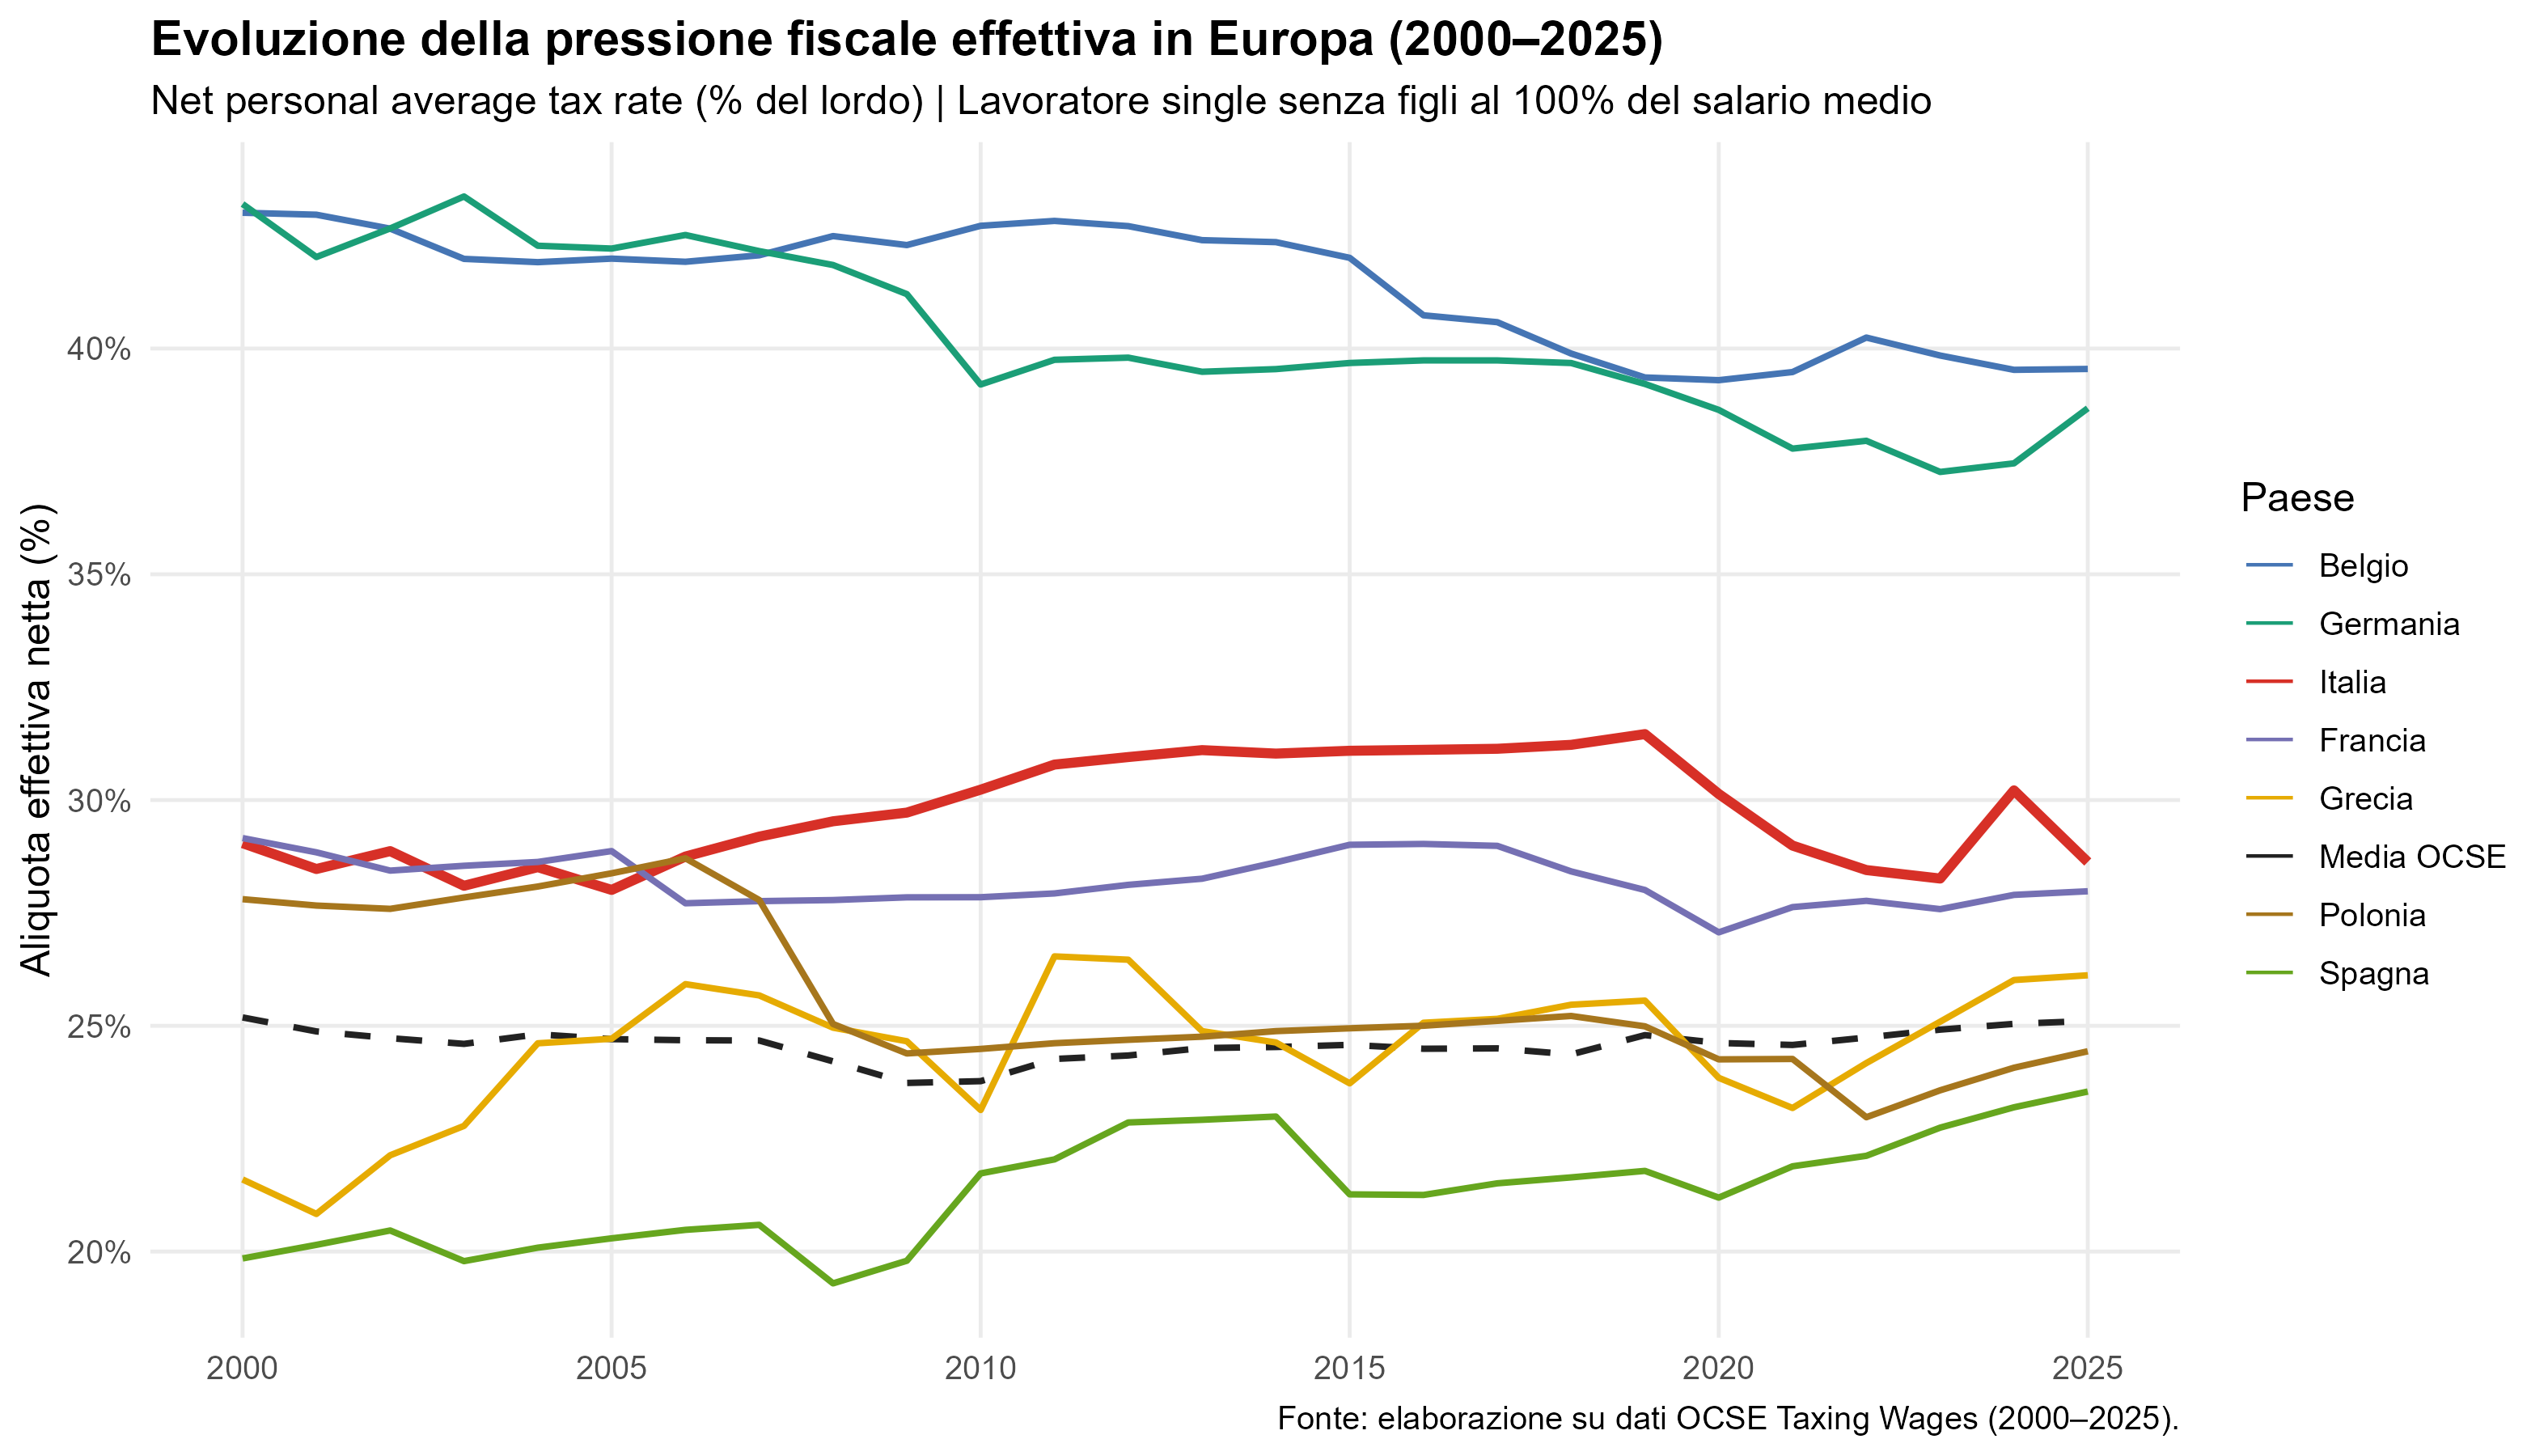 Evoluzione della pressione fiscale effettiva in Europa (2000–2025)
Net personal average tax rate (% del lordo) | Lavoratore single senza figli al 100% del salario medio
Aliquota effettiva netta (%)
40%
35%
30%
25%
20%
2000
2005
2010
2015
2020
2025
Paese
Belgio
Germania
Italia
Francia
Grecia
Media OCSE
Polonia
Spagna
Fonte: elaborazione su dati OCSE Taxing Wages (2000–2025).